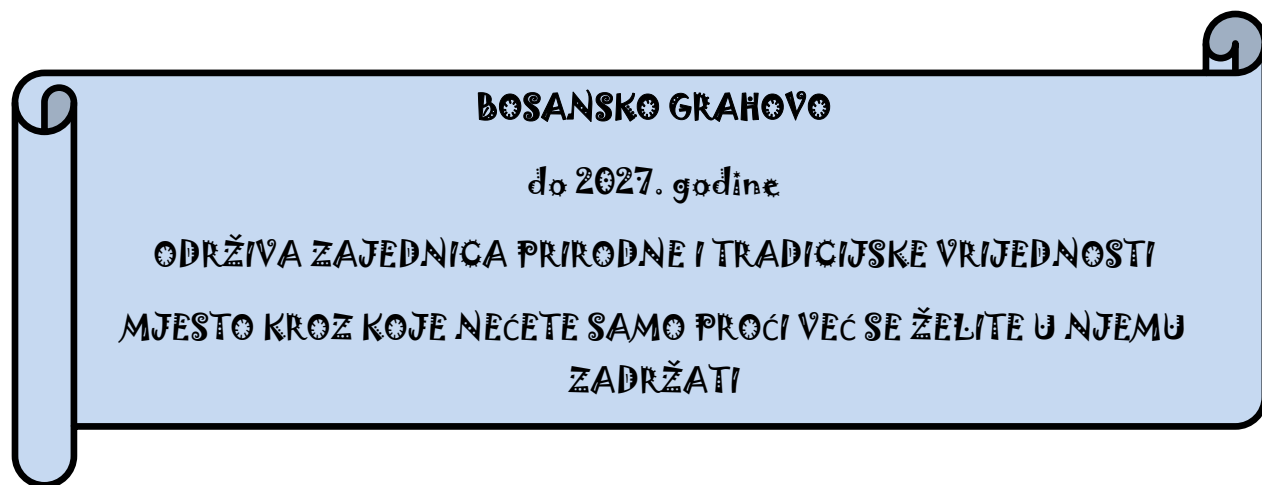 BOSANSKO GRAHOVO
do 2027. godine
ODRŽIVA ZAJEDNICA PRIRODNE I TRADICIJSKE VRIJEDNOSTI
MJESTO KROZ KOJE NEĆETE SAMO PROĆI VEĆ SE ŽELITE U NJEMU
ZADRŽATI